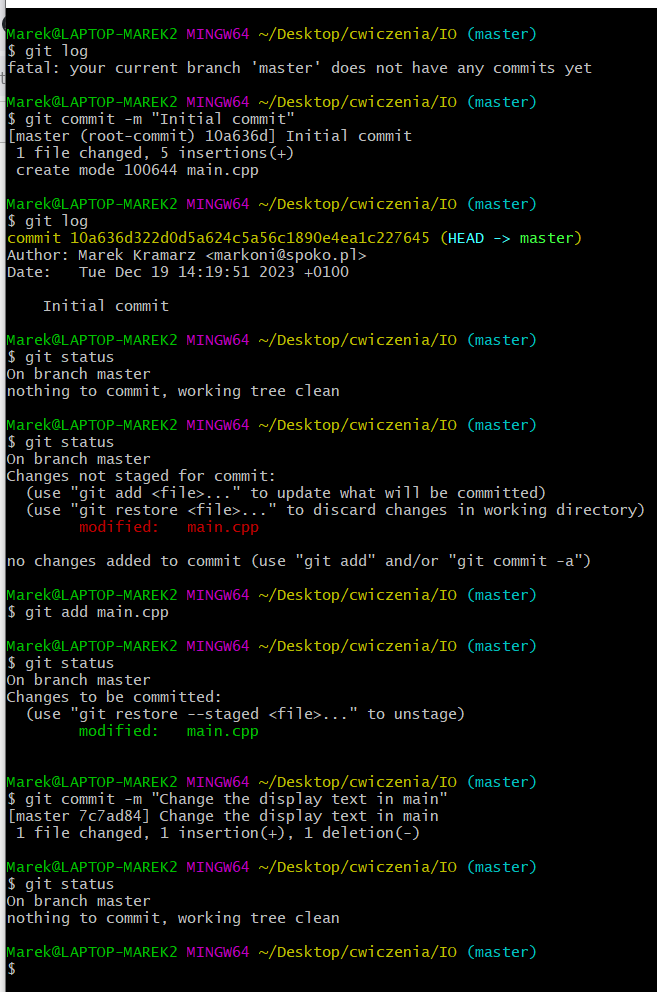 Marek@LAPTOP-MAREK2 MINGW64 ~/Desktop/cwiczenia/IO (master)
$ git log
fatal: your current branch 'master' does not have any commits yet
Marek@LAPTOP-MAREK2 MINGW64 ~/Desktop/cwiczenia/IO (master)
$ git commit -m "Initial commit"
[master (root-commit) 10a636d] Initial commit
 1 file changed, 5 insertions(+)
 create mode 100644 main.cpp
Marek@LAPTOP-MAREK2 MINGW64 ~/Desktop/cwiczenia/IO (master)
$ git log
commit 10a636d322d0d5a624c5a56c1890e4ea1c227645 (HEAD -> master)
Author: Marek Kramarz <markoni@spoko.pl>
Date:   Tue Dec 19 14:19:51 2023 +0100
    Initial commit
Marek@LAPTOP-MAREK2 MINGW64 ~/Desktop/cwiczenia/IO (master)
$ git status
On branch master
nothing to commit, working tree clean
Marek@LAPTOP-MAREK2 MINGW64 ~/Desktop/cwiczenia/IO (master)
$ git status
On branch master
Changes not staged for commit:
  (use "git add <file>..." to update what will be committed)
  (use "git restore <file>..." to discard changes in working directory)
        modified:   main.cpp
no changes added to commit (use "git add" and/or "git commit -a")
Marek@LAPTOP-MAREK2 MINGW64 ~/Desktop/cwiczenia/IO (master)
$ git add main.cpp
Marek@LAPTOP-MAREK2 MINGW64 ~/Desktop/cwiczenia/IO (master)
$ git status
On branch master
Changes to be committed:
  (use "git restore --staged <file>..." to unstage)
        modified:   main.cpp
Marek@LAPTOP-MAREK2 MINGW64 ~/Desktop/cwiczenia/IO (master)
$ git commit -m "Change the display text in main"
[master 7c7ad84] Change the display text in main
 1 file changed, 1 insertion(+), 1 deletion(-)
Marek@LAPTOP-MAREK2 MINGW64 ~/Desktop/cwiczenia/IO (master)
$ git status
On branch master
nothing to commit, working tree clean
Marek@LAPTOP-MAREK2 MINGW64 ~/Desktop/cwiczenia/IO (master)
$